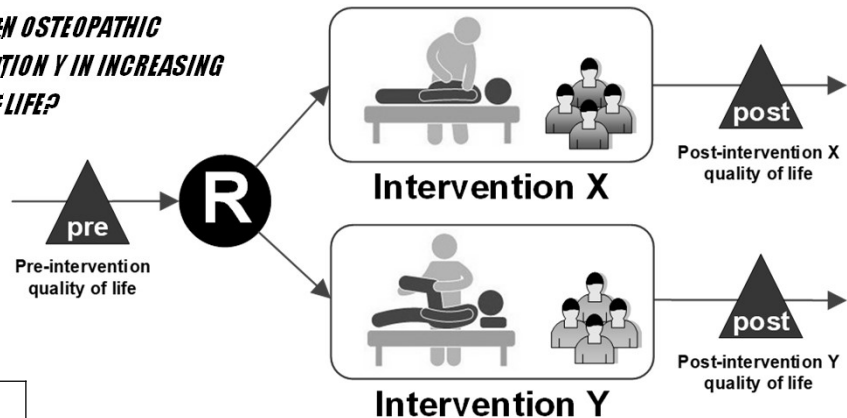 OSTEOPATHIC
Y IN INCREASING
LIFE?
pre
Pre-intervention
quality of life
R
Intervention X
post
Post-intervention X
quality of life
Intervention Y
post
Post-intervention Y
quality of life